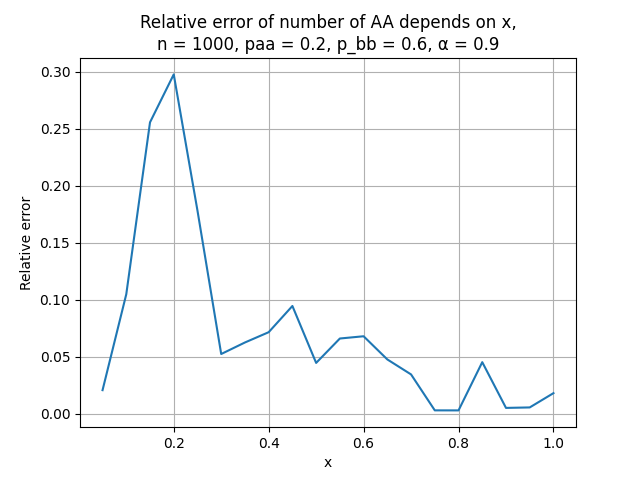 Relative error of number of AA depends on x,
n = 1000, paa = 0.2, p_bb = 0.6, α = 0.9
0.30
0.25
0.20
0.15
0.10
0.05
0.00
Relative error
0.2 0.4 0.6 0.8 1.0
x